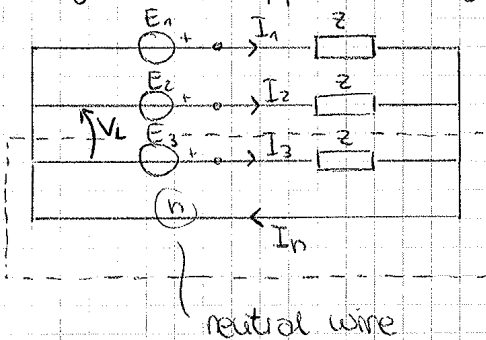 E1 + I1 z
E2 + I2 z
VL
E3 + I3 z
n
In
neutral wire